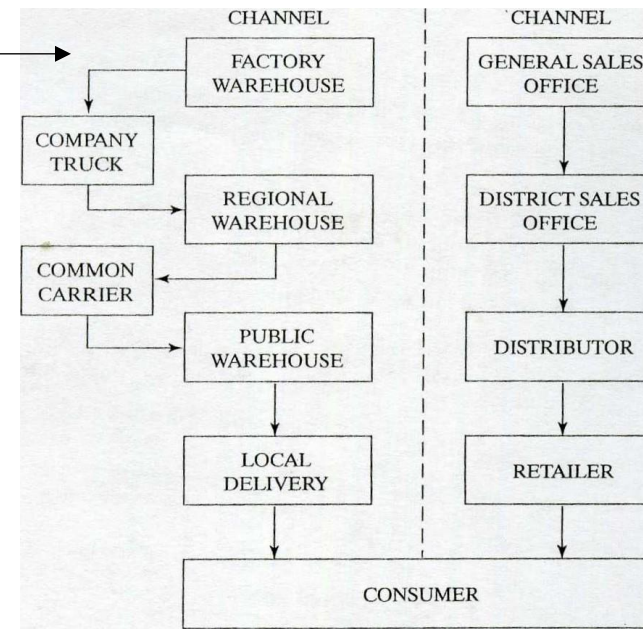 CHANNEL
FACTORY
WAREHOUSE
COMPANY
TRUCK
REGIONAL
WAREHOUSE
COMMON
CARRIER
PUBLIC
WAREHOUSE
LOCAL
DELIVERY
CHANNEL
GENERAL SALES
OFFICE
DISTRICT SALES
OFFICE
DISTRIBUTOR
RETAILER
CONSUMER